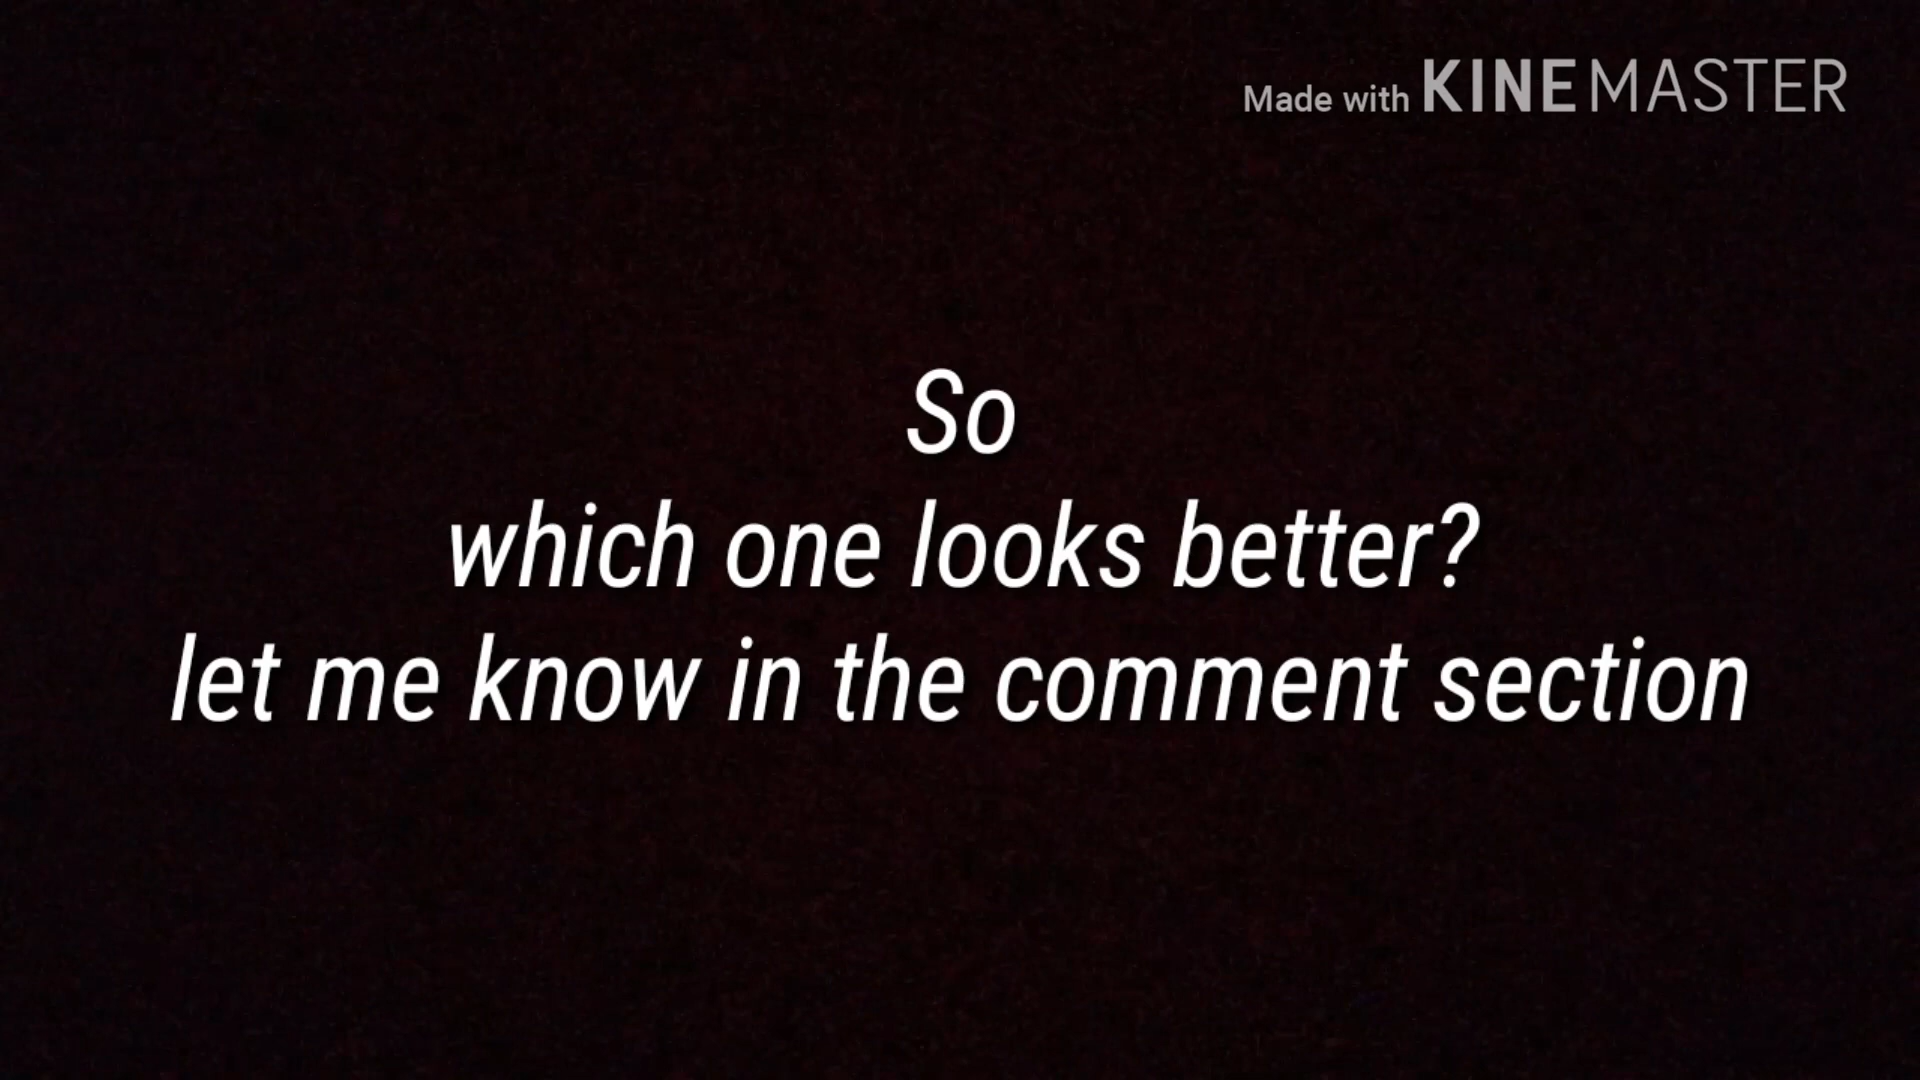 Made with KINEMASTER
So
which one looks better?
let me know in the comment section